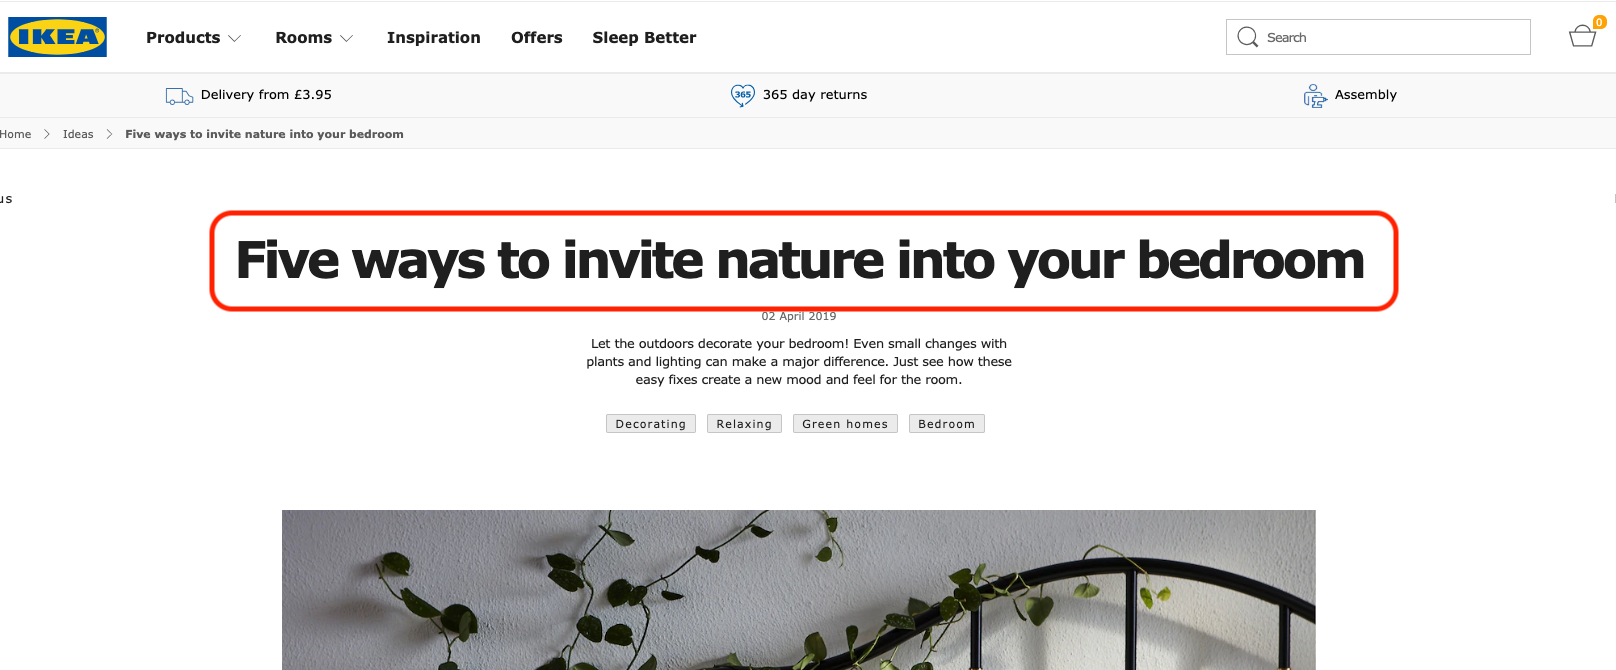 IKEA
Products Rooms Inspiration Offers Sleep Better
Search
0
Delivery from £3.95
365
365 day returns
Assembly
Home Ideas Five ways to invite nature into your bedroom
us
Five ways to invite nature into your bedroom
02 April 2019
Let the outdoors decorate your bedroom! Even small changes with
plants and lighting can make a major difference. Just see how these
easy fixes create a new mood and feel for the room.
Decorating Relaxing Green homes Bedroom